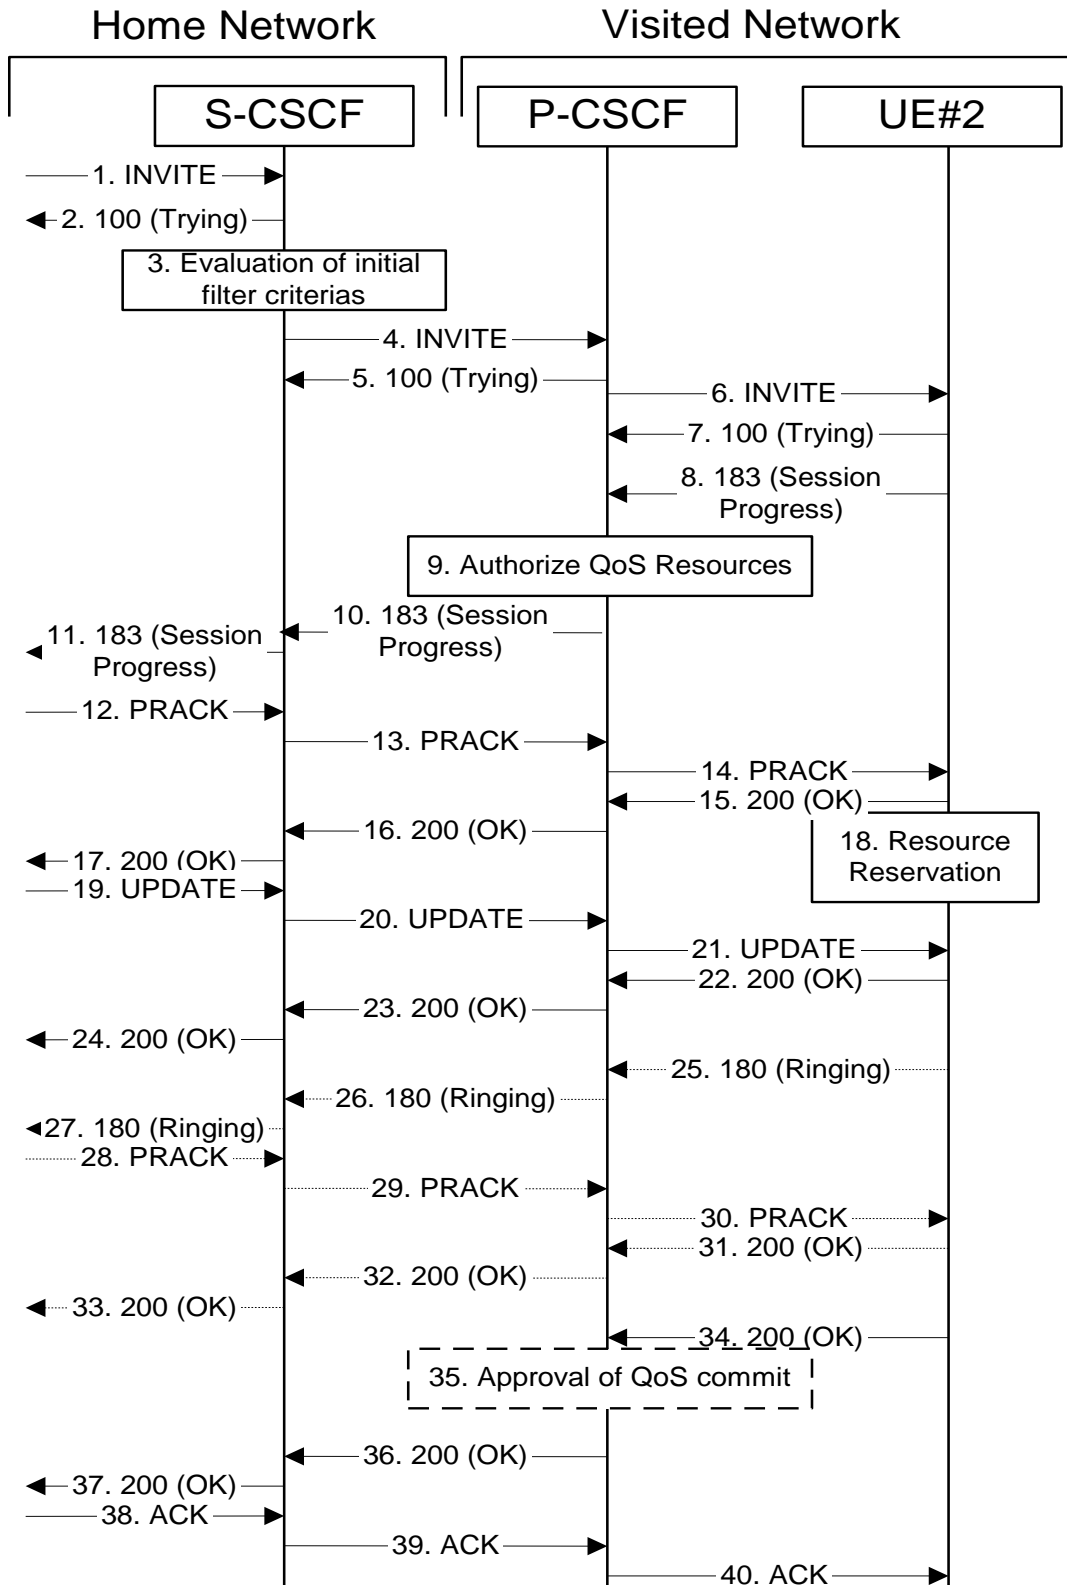 Home Network
Visited Network
S-CSCF
P-CSCF
UE#2
1. INVITE
2. 100 (Trying)
3. Evaluation of initial
filter criterias
4. INVITE
5. 100 (Trying)
6. INVITE
7. 100 (Trying)
8. 183 (Session
Progress)
9. Authorize QoS Resources
10. 183 (Session
Progress)
11. 183 (Session
Progress)
12. PRACK
13. PRACK
14. PRACK
15. 200 (OK)
16. 200 (OK)
17. 200 (OK)
18. Resource
Reservation
19. UPDATE
20. UPDATE
21. UPDATE
22. 200 (OK)
23. 200 (OK)
24. 200 (OK)
25. 180 (Ringing)
26. 180 (Ringing)
27. 180 (Ringing)
28. PRACK
29. PRACK
30. PRACK
31. 200 (OK)
32. 200 (OK)
33. 200 (OK)
34. 200 (OK)
35. Approval of QoS commit
36. 200 (OK)
37. 200 (OK)
38. ACK
39. ACK
40. ACK